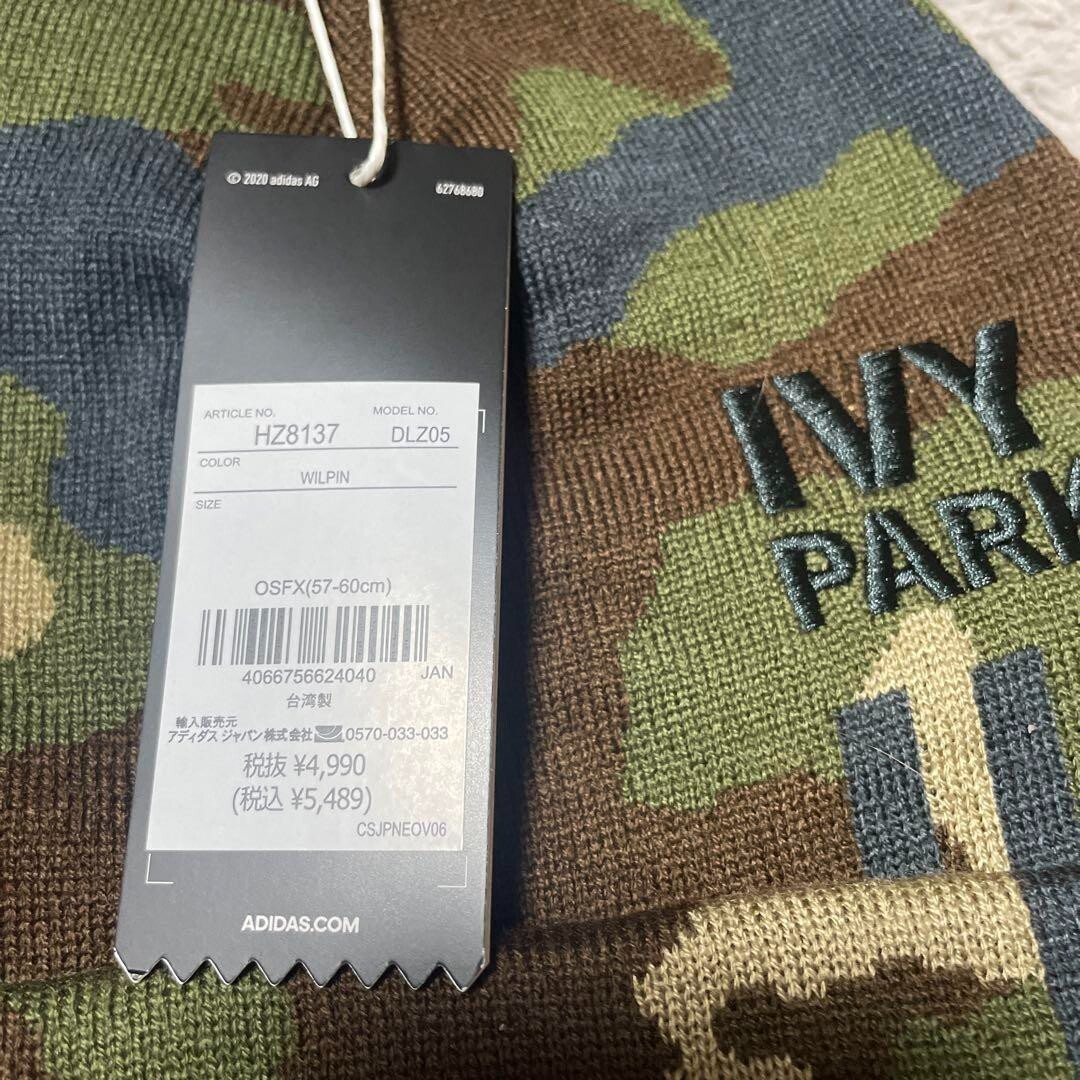 © 2020 adidas AG
62768680
ARTICLE NO.
MODEL NO.
HZ8137
DLZ05
COLOR
WILPIN
SIZE
OSFX(57-60cm)
4066756624040
JAN
台湾製
輸入販売元
アディダス ジャパン株式会社 0570-033-033
税抜 ¥4,990
(税込 ¥5,489)
CSJPNEOV06
ADIDAS.COM
IVY
PARK